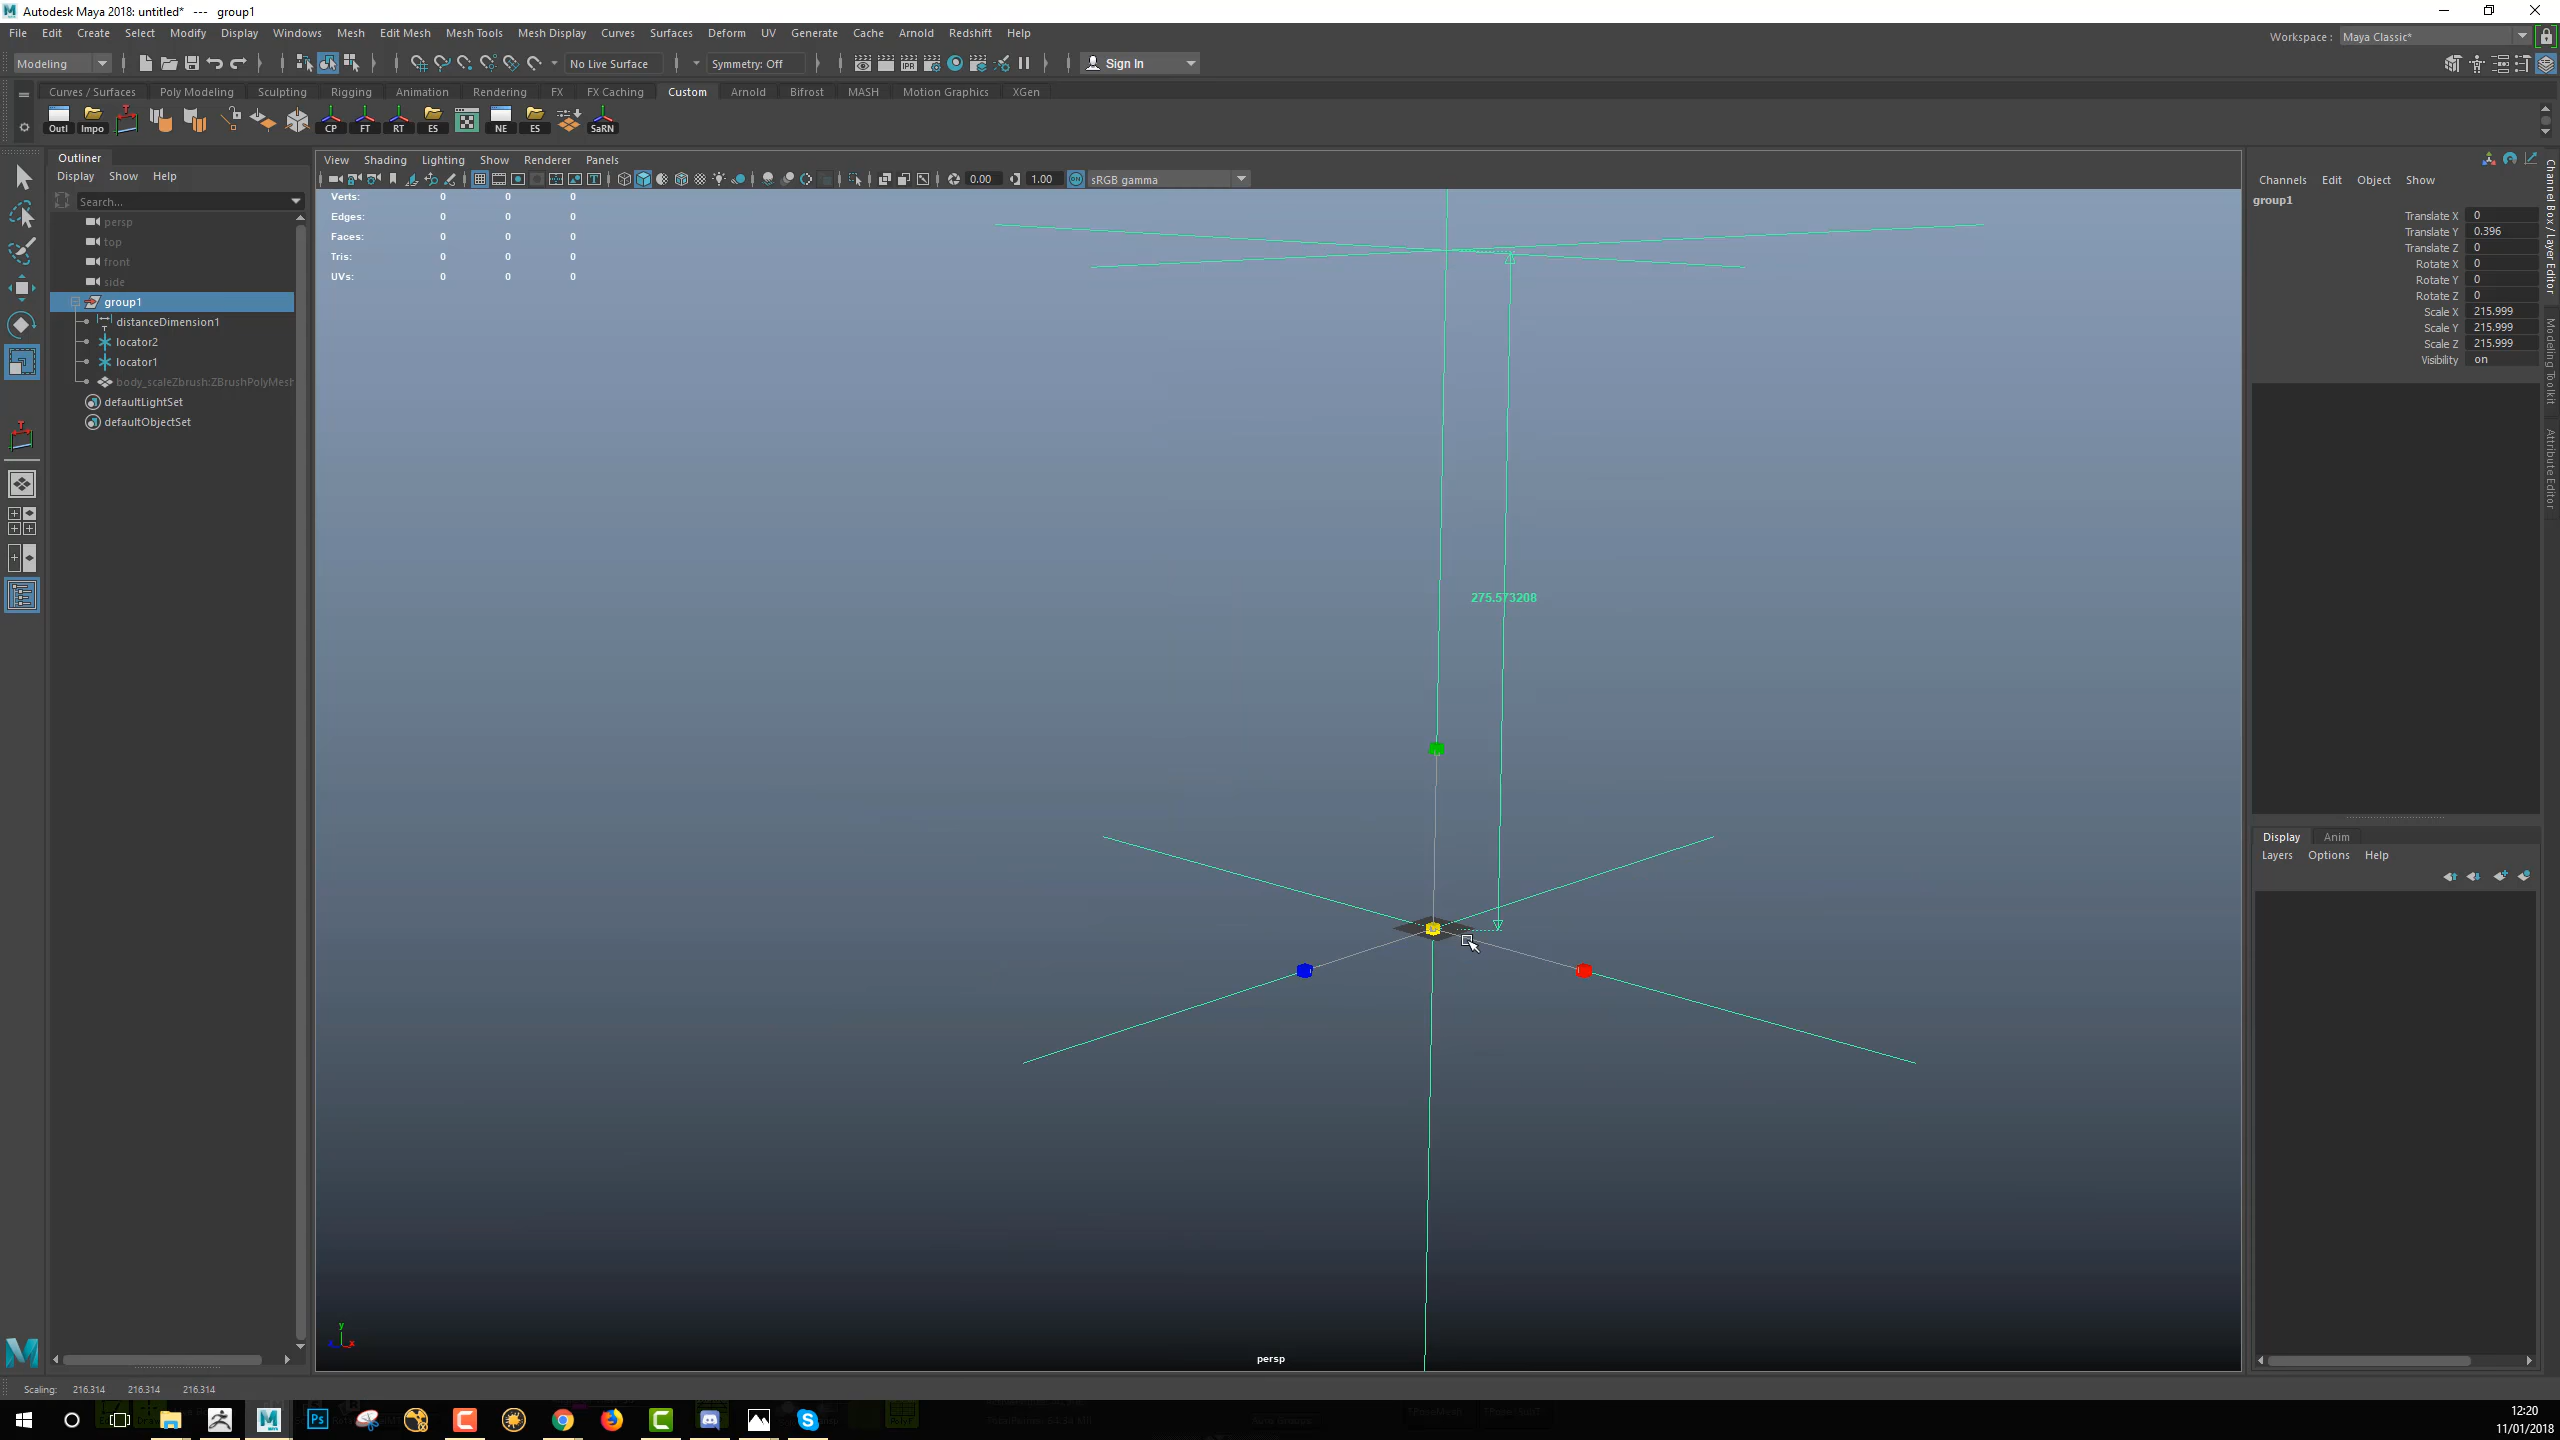 Autodesk Maya 2018: untitled* --- group1
File Edit Create Select Modify Display Windows Mesh Edit Mesh Mesh Tools Mesh Display Curves Surfaces Deform UV Generate Cache Arnold Redshift Help
Workspace : Maya Classic*
Modeling No Live Surface Symmetry: Off Sign In
Curves / Surfaces Poly Modeling Sculpting Rigging Animation Rendering FX FX Caching Custom Arnold Bifrost MASH Motion Graphics XGen
Outl Impo CP FT RT ES NE ES SaRN
Outliner
Display Show Help
Search...
persp
top
front
side
group1
distanceDimension1
locator2
locator1
body_scaleZbrush:ZBrushPolyMesh
defaultLightSet
defaultObjectSet
View Shading Lighting Show Renderer Panels
0.00 1.00 sRGB gamma
Verts: 0 0 0
Edges: 0 0 0
Faces: 0 0 0
Tris: 0 0 0
UVs: 0 0 0
275.573208
persp
y
x
Channels Edit Object Show
group1
Translate X 0
Translate Y 0.396
Translate Z 0
Rotate X 0
Rotate Y 0
Rotate Z 0
Scale X 215.999
Scale Y 215.999
Scale Z 215.999
Visibility on
Channel Box / Layer Editor
Modeling Toolkit
Attribute Editor
Display Anim
Layers Options Help
Scaling: 216.314 216.314 216.314
12:20
11/01/2018